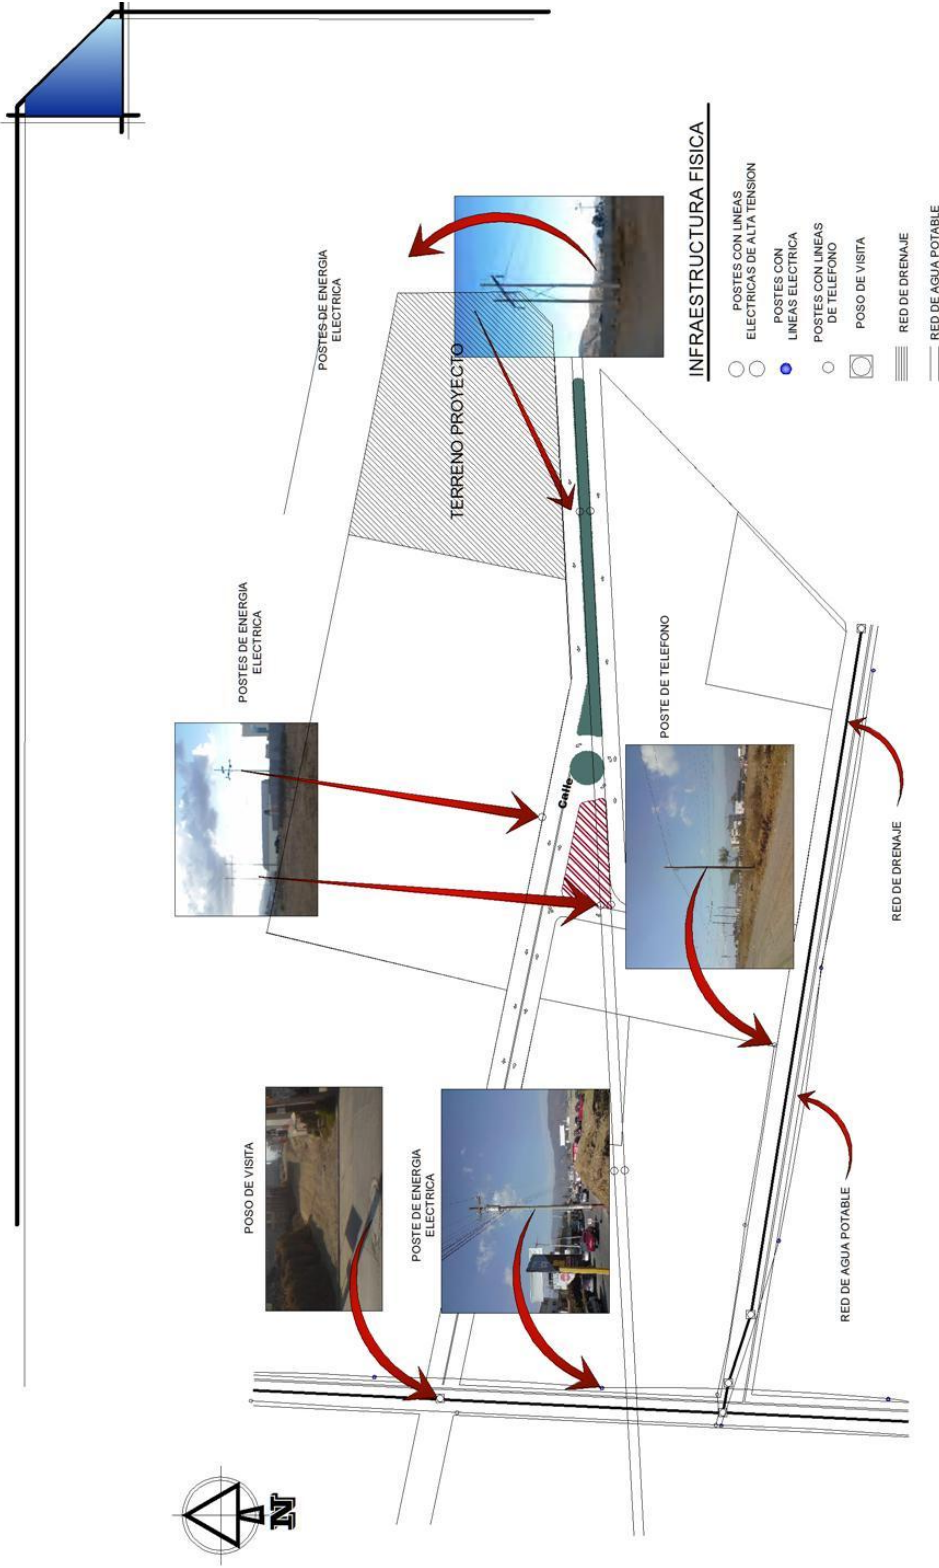 POSO DE VISITA
POSTE DE ENERGIA
ELECTRICA
POSTES DE ENERGIA
ELECTRICA
POSTES DE ENERGIA
ELECTRICA
TERRENO PROYECTO
Calle
POSTE DE TELEFONO
RED DE AGUA POTABLE
RED DE DRENAJE
N
INFRAESTRUCTURA FISICA
POSTES CON LINEAS
ELECTRICAS DE ALTA TENSION
POSTES CON
LINEAS ELECTRICA
POSTES CON LINEAS
DE TELEFONO
POSO DE VISITA
RED DE DRENAJE
RED DE AGUA POTABLE